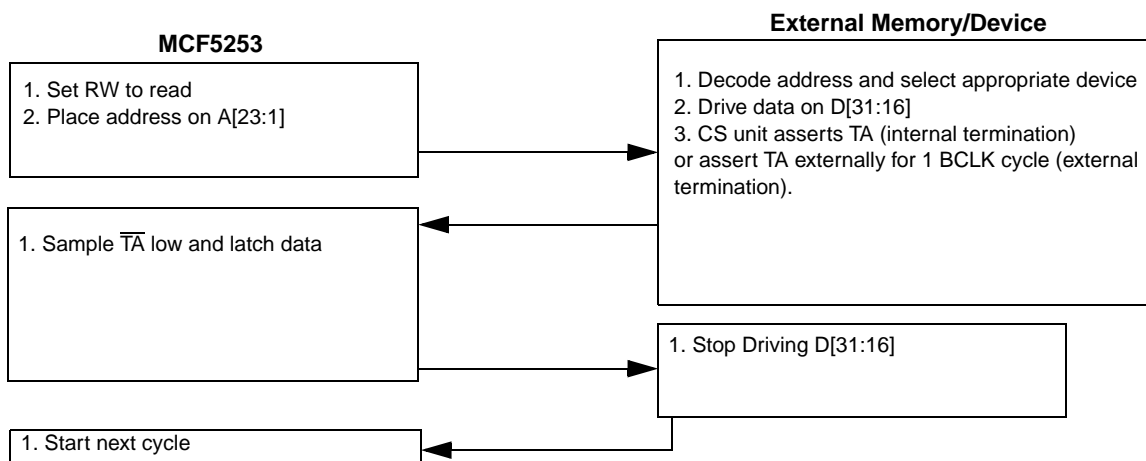 MCF5253
1. Set RW to read
2. Place address on A[23:1]
External Memory/Device
1. Decode address and select appropriate device
2. Drive data on D[31:16]
3. CS unit asserts TA (internal termination)
or assert TA externally for 1 BCLK cycle (external
termination).
1. Sample T̅A̅ low and latch data
1. Stop Driving D[31:16]
1. Start next cycle